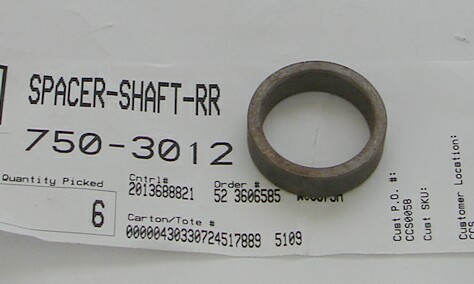 SPACER-SHAFT-RR
750-3012
Quantity Picked
6
Cntrl#
2013688821
Order #
52 3606585
Carton/Tote #
00000430330724517889 5109
Cust P.O. #:
CCS0058
Cust SKU:
Customer Location: